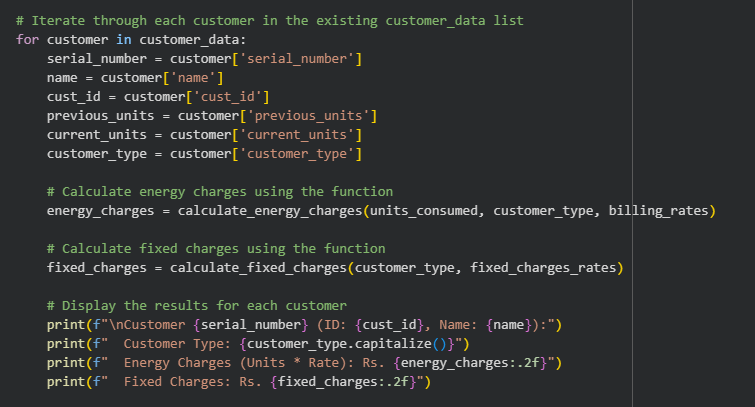 # Iterate through each customer in the existing customer_data list
for customer in customer_data:
    serial_number = customer['serial_number']
    name = customer['name']
    cust_id = customer['cust_id']
    previous_units = customer['previous_units']
    current_units = customer['current_units']
    customer_type = customer['customer_type']

    # Calculate energy charges using the function
    energy_charges = calculate_energy_charges(units_consumed, customer_type, billing_rates)

    # Calculate fixed charges using the function
    fixed_charges = calculate_fixed_charges(customer_type, fixed_charges_rates)

    # Display the results for each customer
    print(f"\nCustomer {serial_number} (ID: {cust_id}, Name: {name}):")
    print(f"  Customer Type: {customer_type.capitalize()}")
    print(f"  Energy Charges (Units * Rate): Rs. {energy_charges:.2f}")
    print(f"  Fixed Charges: Rs. {fixed_charges:.2f}")